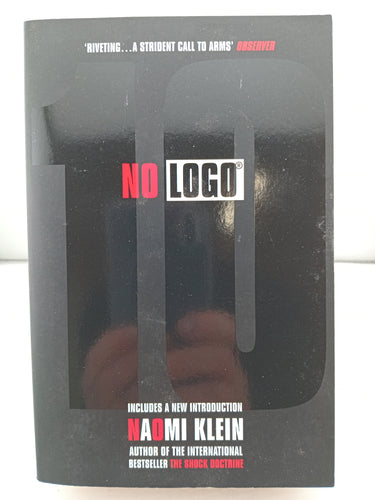 'RIVETING...A STRIDENT CALL TO ARMS' OBSERVER
10
NO LOGO®
INCLUDES A NEW INTRODUCTION
NAOMI KLEIN
AUTHOR OF THE INTERNATIONAL
BESTSELLER THE SHOCK DOCTRINE